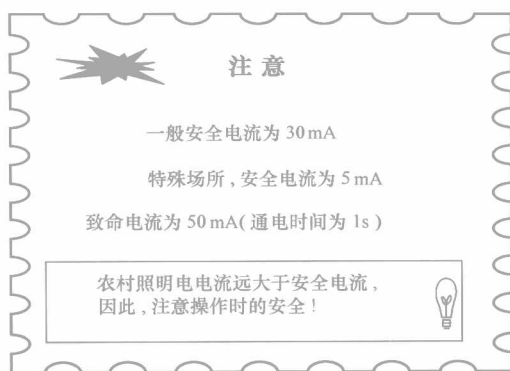 注意
一般安全电流为 30mA
特殊场所,安全电流为 5mA
致命电流为 50mA(通电时间为 1s)
农村照明电电流远大于安全电流,
因此,注意操作时的安全!